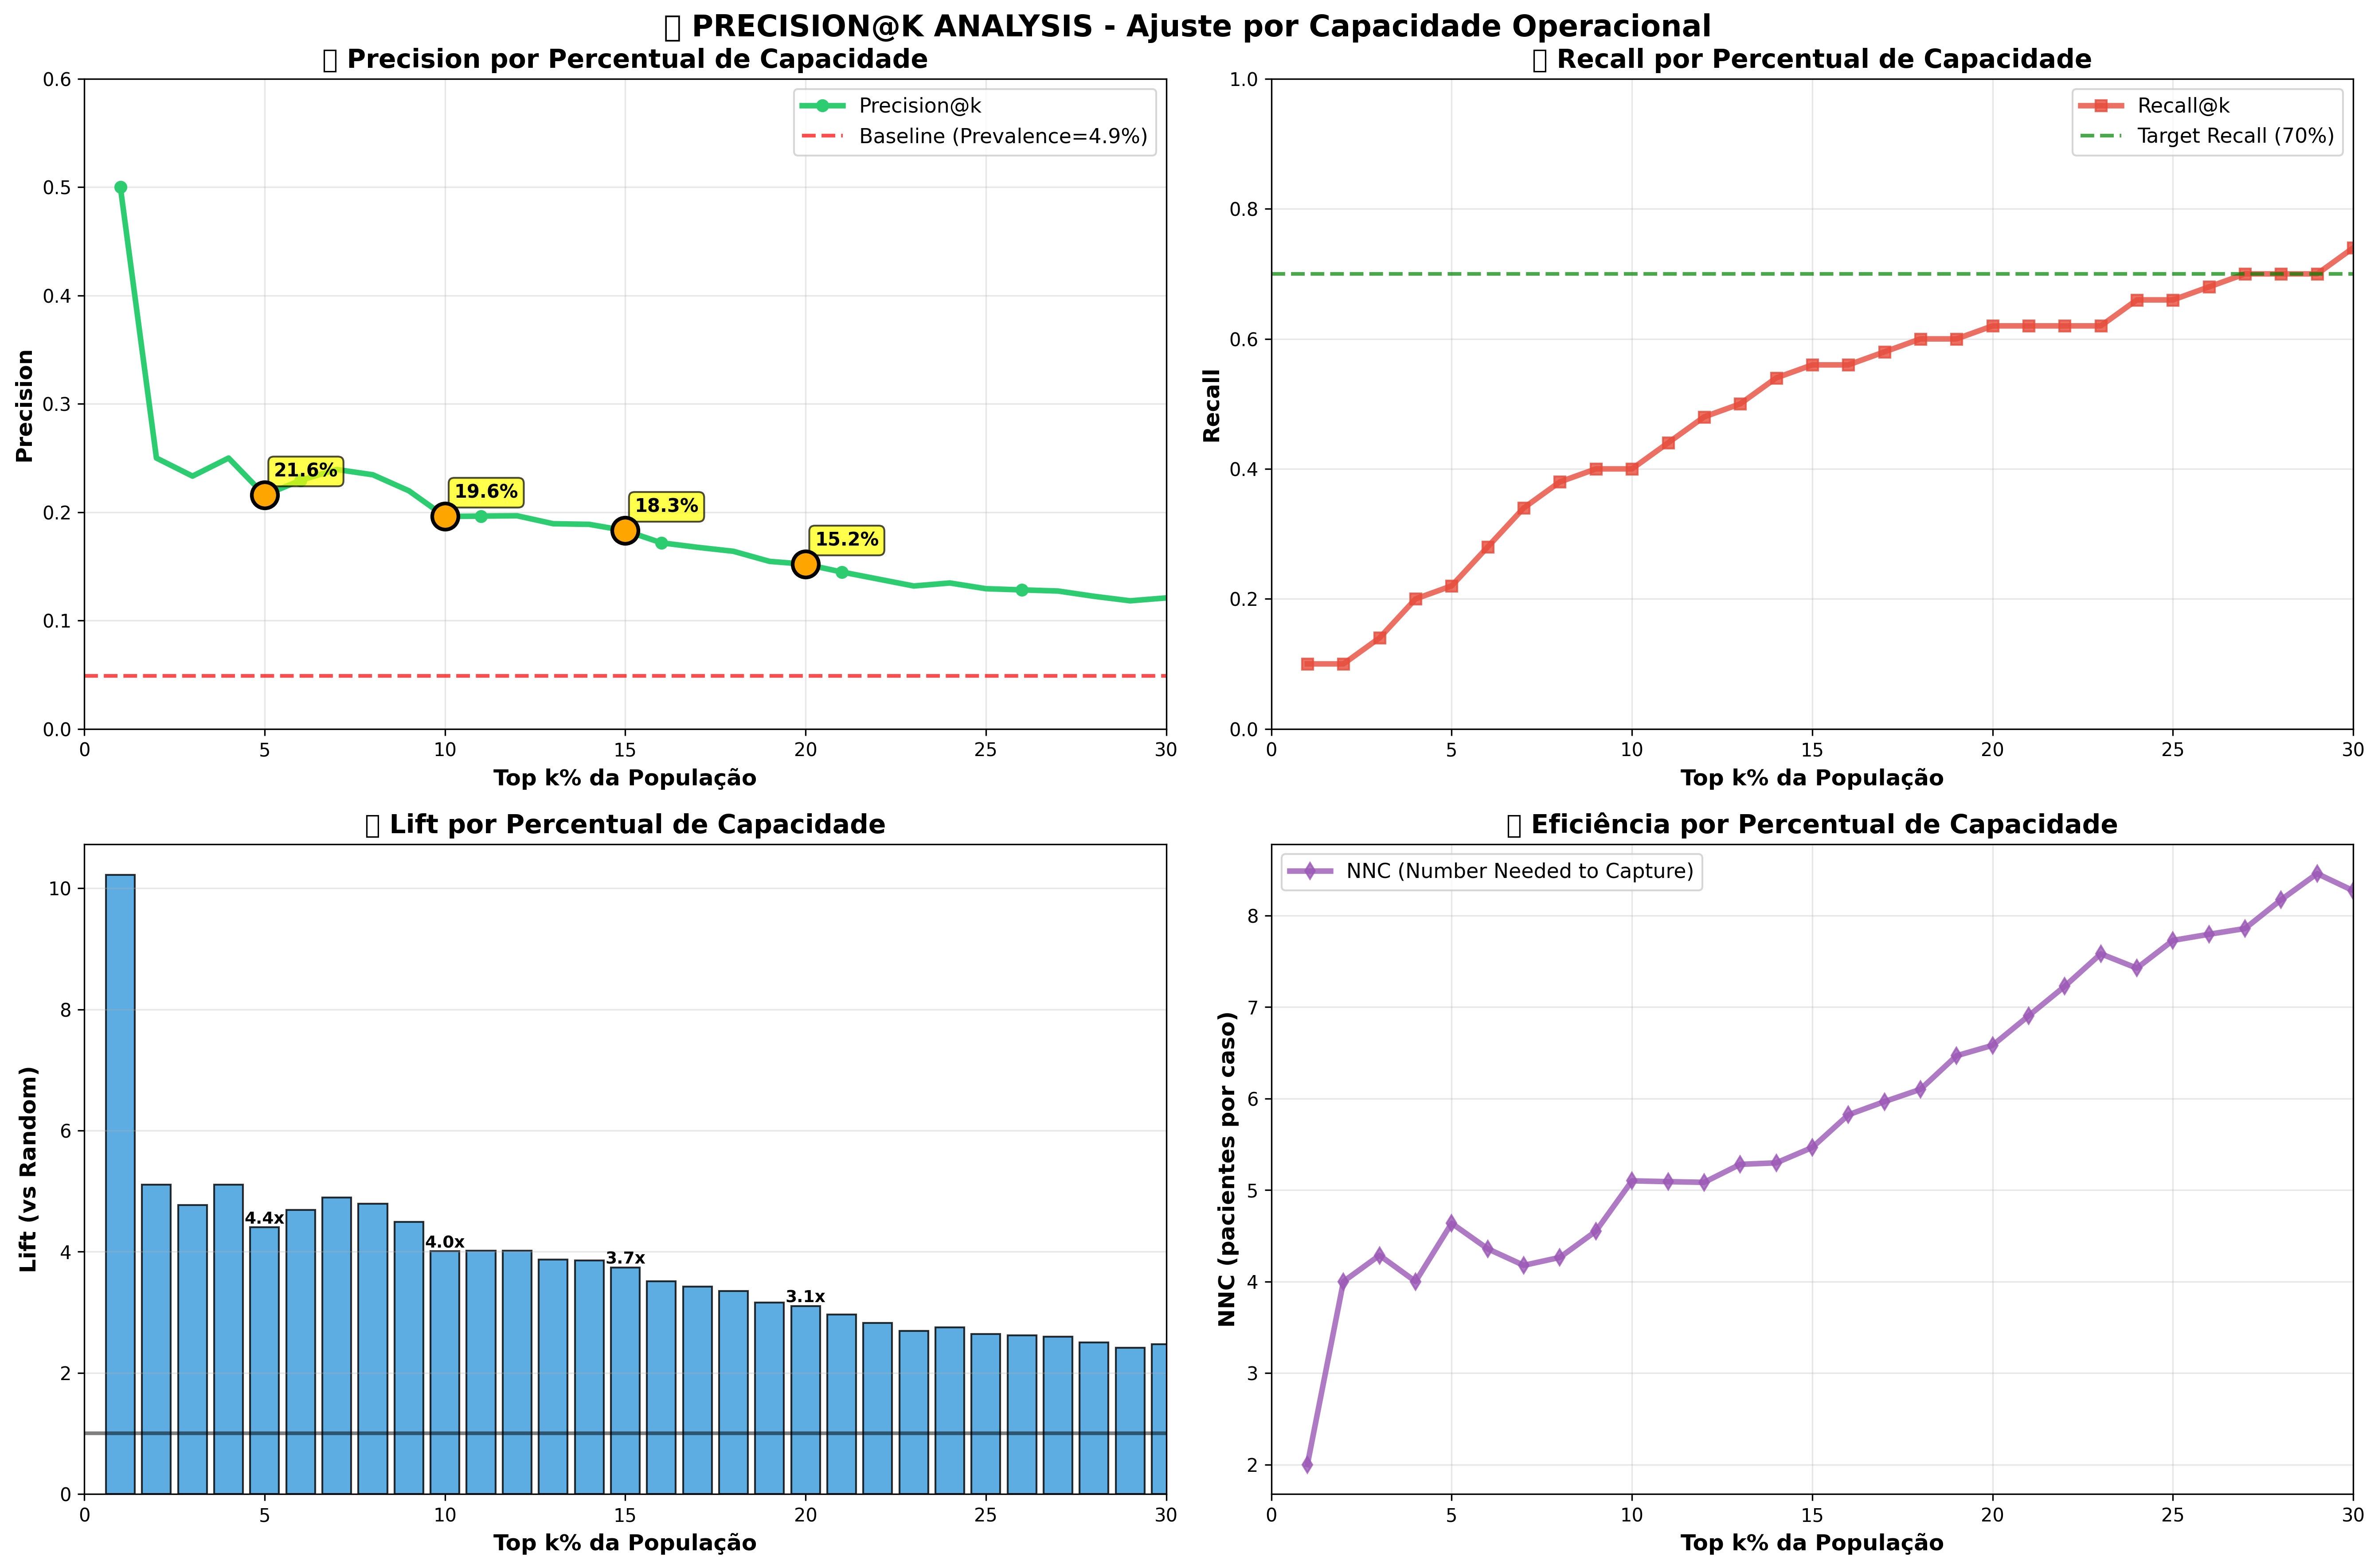 PRECISION@K ANALYSIS - Ajuste por Capacidade Operacional
Precision por Percentual de Capacidade
0.6
0.5
0.4
0.3
0.2
0.1
0.0
Precision
Precision@k
Baseline (Prevalence=4.9%)
21.6%
19.6%
18.3%
15.2%
0 5 10 15 20 25 30
Top k% da População
Recall por Percentual de Capacidade
1.0
0.8
0.6
0.4
0.2
0.0
Recall
Recall@k
Target Recall (70%)
0 5 10 15 20 25 30
Top k% da População
Lift por Percentual de Capacidade
10
8
6
4
2
0
Lift (vs Random)
4.4x
4.0x
3.7x
3.1x
0 5 10 15 20 25 30
Top k% da População
Eficiência por Percentual de Capacidade
NNC (Number Needed to Capture)
8
7
6
5
4
3
2
NNC (pacientes por caso)
0 5 10 15 20 25 30
Top k% da População